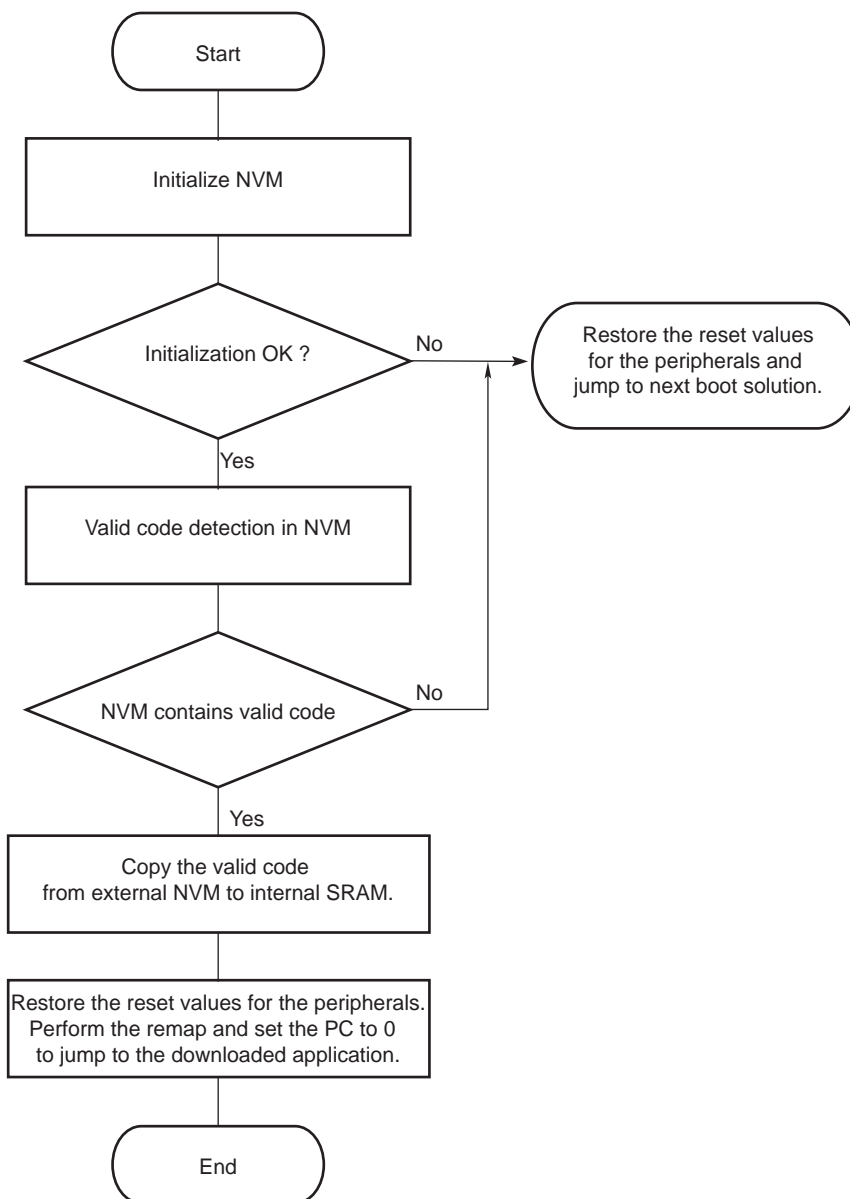 Start
Initialize NVM
Initialization OK ?
No
Restore the reset values
for the peripherals and
jump to next boot solution.
Yes
Valid code detection in NVM
NVM contains valid code
No
Yes
Copy the valid code
from external NVM to internal SRAM.
Restore the reset values for the peripherals.
Perform the remap and set the PC to 0
to jump to the downloaded application.
End